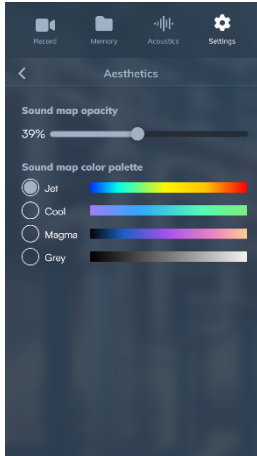 Record Memory Acoustics Settings
Aesthetics
Sound map opacity
39%
Sound map color palette
Jet
Cool
Magma
Grey